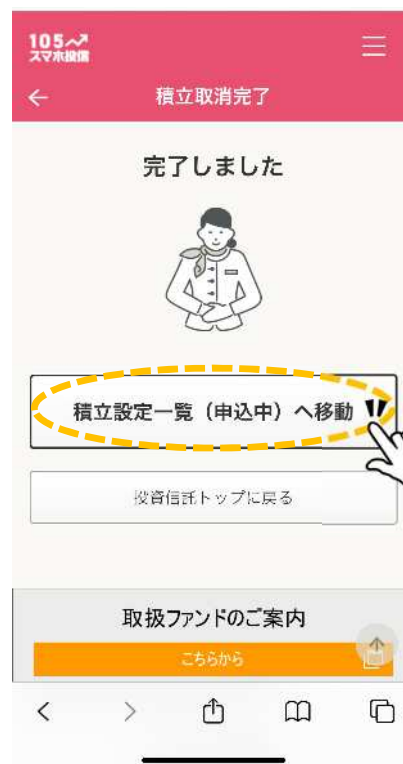 105
スマホ投信
積立取消完了
完了しました
積立設定一覧（申込中）へ移動
投資信託トップに戻る
取扱ファンドのご案内
こちらから